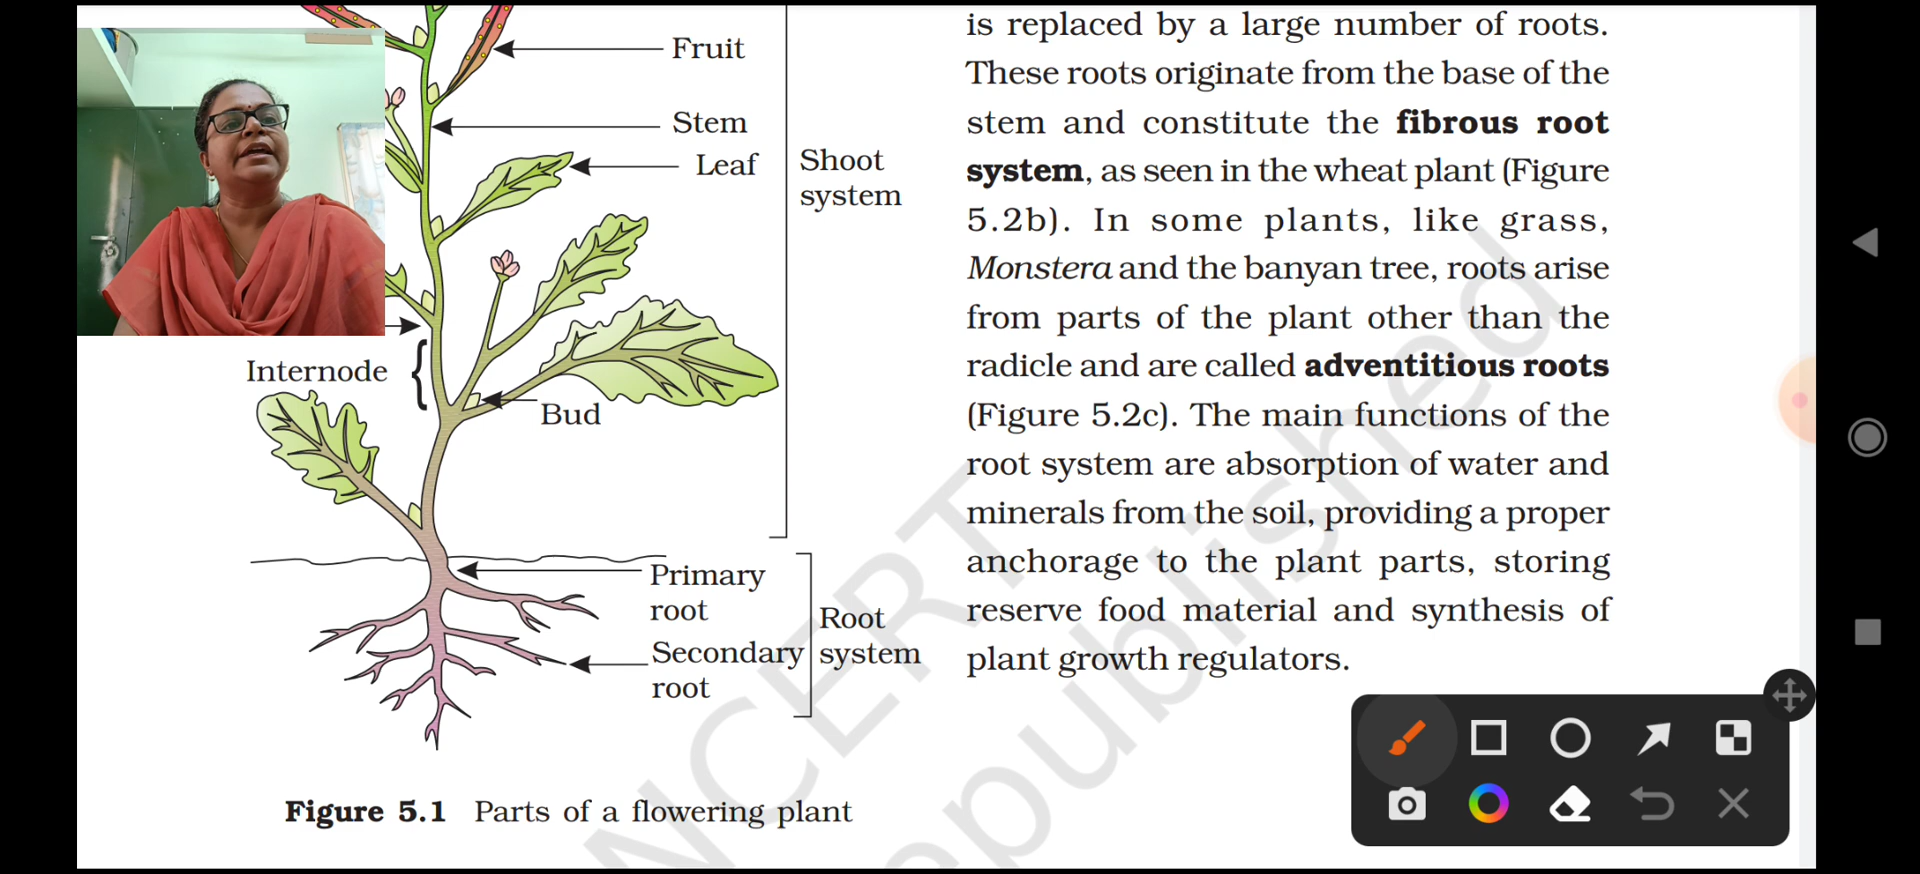 Fruit
Stem
Leaf
Shoot
system
Internode
Bud
Primary
root
Secondary
root
Root
system
Figure 5.1 Parts of a flowering plant
is replaced by a large number of roots.
These roots originate from the base of the
stem and constitute the fibrous root
system, as seen in the wheat plant (Figure
5.2b). In some plants, like grass,
Monstera and the banyan tree, roots arise
from parts of the plant other than the
radicle and are called adventitious roots
(Figure 5.2c). The main functions of the
root system are absorption of water and
minerals from the soil, providing a proper
anchorage to the plant parts, storing
reserve food material and synthesis of
plant growth regulators.
NCERT
republished